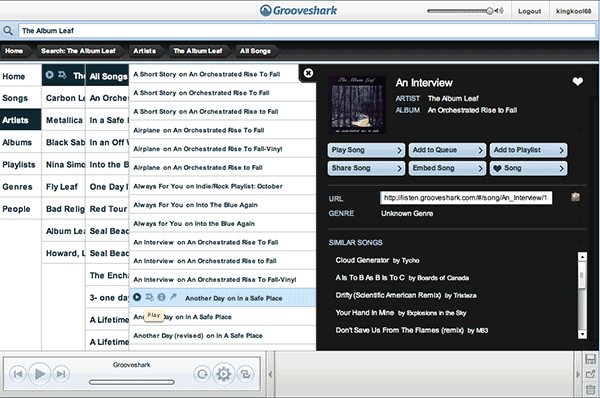 Grooveshark
Logout
kingkool68
The Album Leaf
Home
Search: The Album Leaf
Artists
The Album Leaf
All Songs
Home
Songs
Artists
Albums
Playlists
Genres
People
The
Carbon L
Metallica
Black Sab
Nina Simo
Fly Leaf
Bad Relig
Album Lea
Howard, L
All Songs
An Orche
In a Safe
In an Off W
Into the B
One Day
Red Tour
Seal Beac
Seal Beac
The Encha
3- one day
A Lifetime
A Lifetime
A Short Story on An Orchestrated Rise To Fall
A Short Story on An Orchestrated Rise to Fall
A Short Story on An Orchestrated Rise to Fall
Airplane on An Orchestrated Rise To Fall
Airplane on An Orchestrated Rise To Fall-Vinyl
Airplane on An Orchestrated Rise to Fall
Always For You on Indie/Rock Playlist: October
Always For You on Into The Blue Again
Always for You on Into the Blue Again
An Interview on An Orchestrated Rise To Fall
An Interview on An Orchestrated Rise to Fall
An Interview on An Orchestrated Rise To Fall-Vinyl
Another Day on In a Safe Place
Play
Another Day on In A Safe Place
Another Day (revised) on In a Safe Place
The Album Leaf
an orchestrated rise to fall
An Interview
ARTIST The Album Leaf
ALBUM An Orchestrated Rise to Fall
Play Song
Add to Queue
Add to Playlist
Share Song
Embed Song
Song
URL http://listen.grooveshark.com/#/song/An_Interview/1
GENRE Unknown Genre
SIMILAR SONGS
Cloud Generator by Tycho
A Is To B As B Is To C by Boards of Canada
Drifty (Scientific American Remix) by Tristeza
Your Hand In Mine by Explosions in the Sky
Don't Save Us From The Flames (remix) by M83
Grooveshark